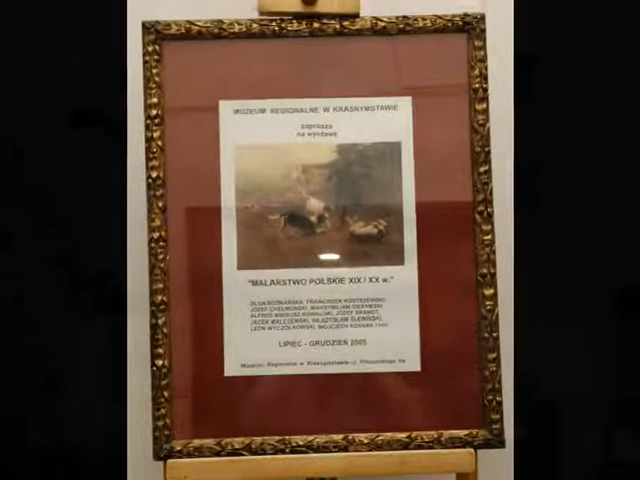 MUZEUM REGIONALNE W KRASNYMSTAWIE
zaprasza
na wystawę
"MALARSTWO POLSKIE XIX / XX w."
OLGA BOZNAŃSKA, FRANCISZEK KOSTRZEWSKI,
JÓZEF CHEŁMOŃSKI, MAKSYMILIAN GIERYMSKI,
ALFRED WIERUSZ KOWALSKI, JÓZEF BRANDT,
JACEK MALCZEWSKI, WŁADYSŁAW ŚLEWIŃSKI,
LEON WYCZÓŁKOWSKI, WOJCIECH KOSSAK i inni
LIPIEC - GRUDZIEŃ 2005
Muzeum Regionalne w Krasnymstawie ul. Piłsudskiego